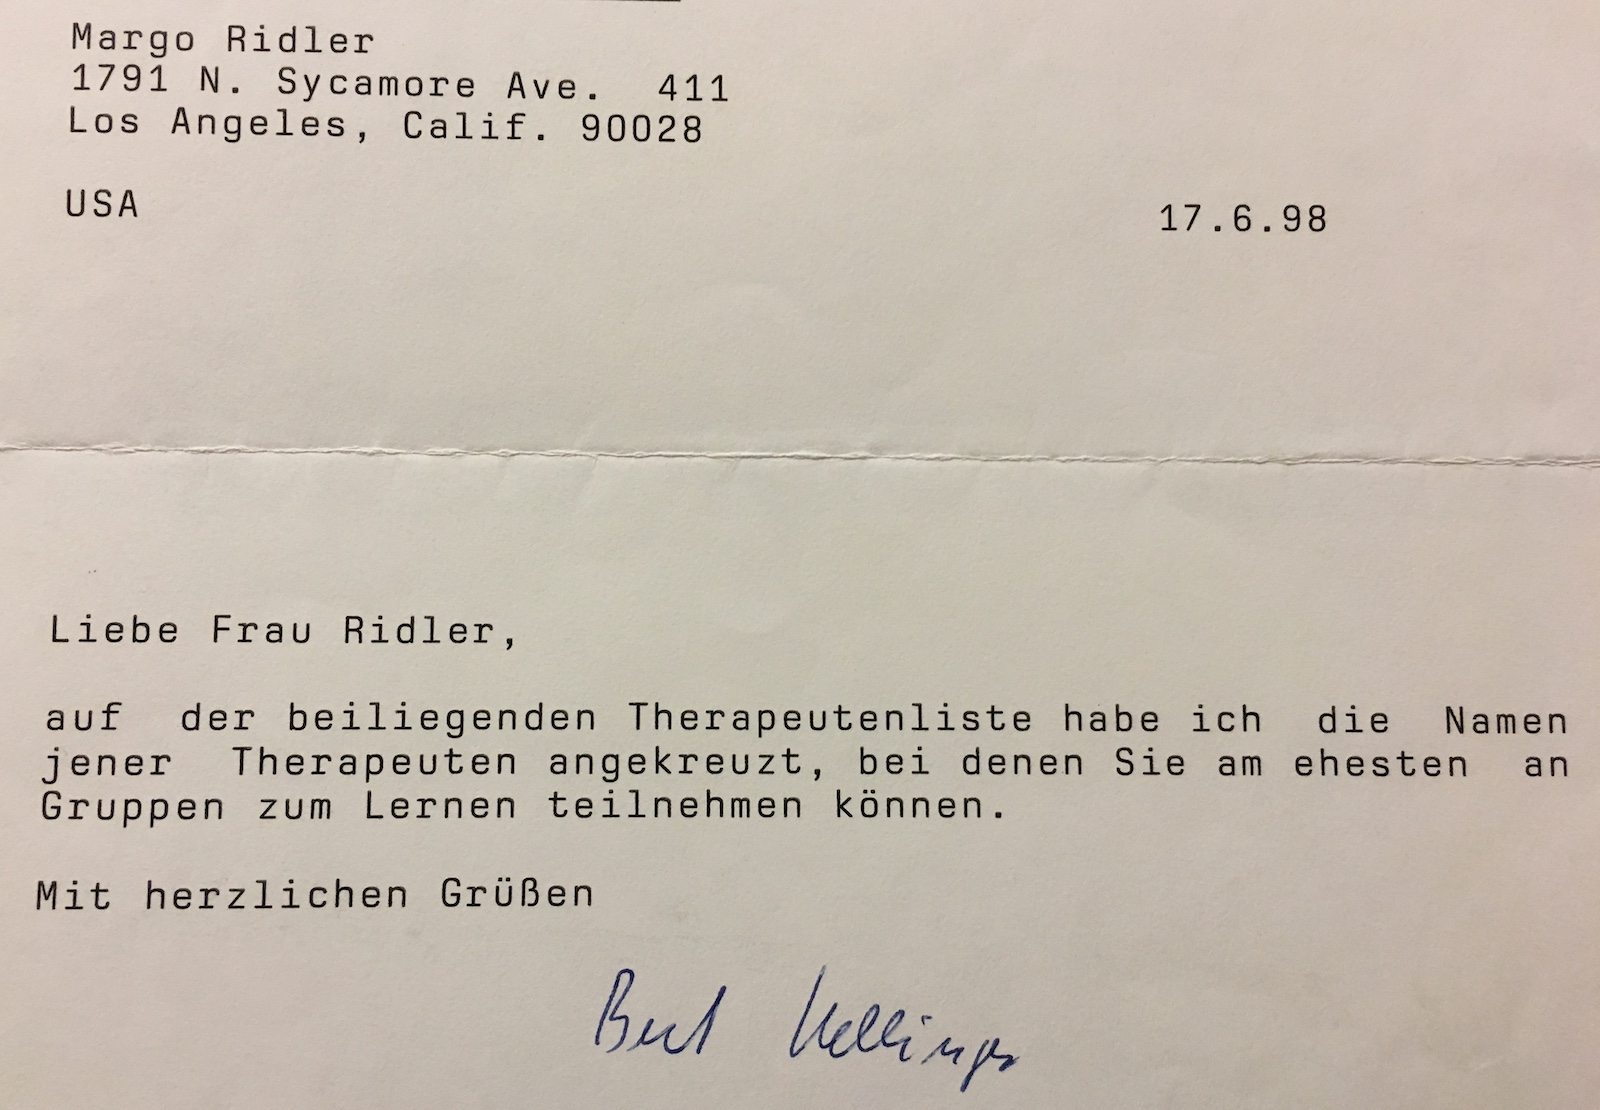 Margo Ridler
1791 N. Sycamore Ave.  411
Los Angeles, Calif. 90028
USA
17.6.98
Liebe Frau Ridler,
auf der beiliegenden Therapeutenliste habe ich die Namen
jener Therapeuten angekreuzt, bei denen Sie am ehesten an
Gruppen zum Lernen teilnehmen können.
Mit herzlichen Grüßen
Bert Hellinger